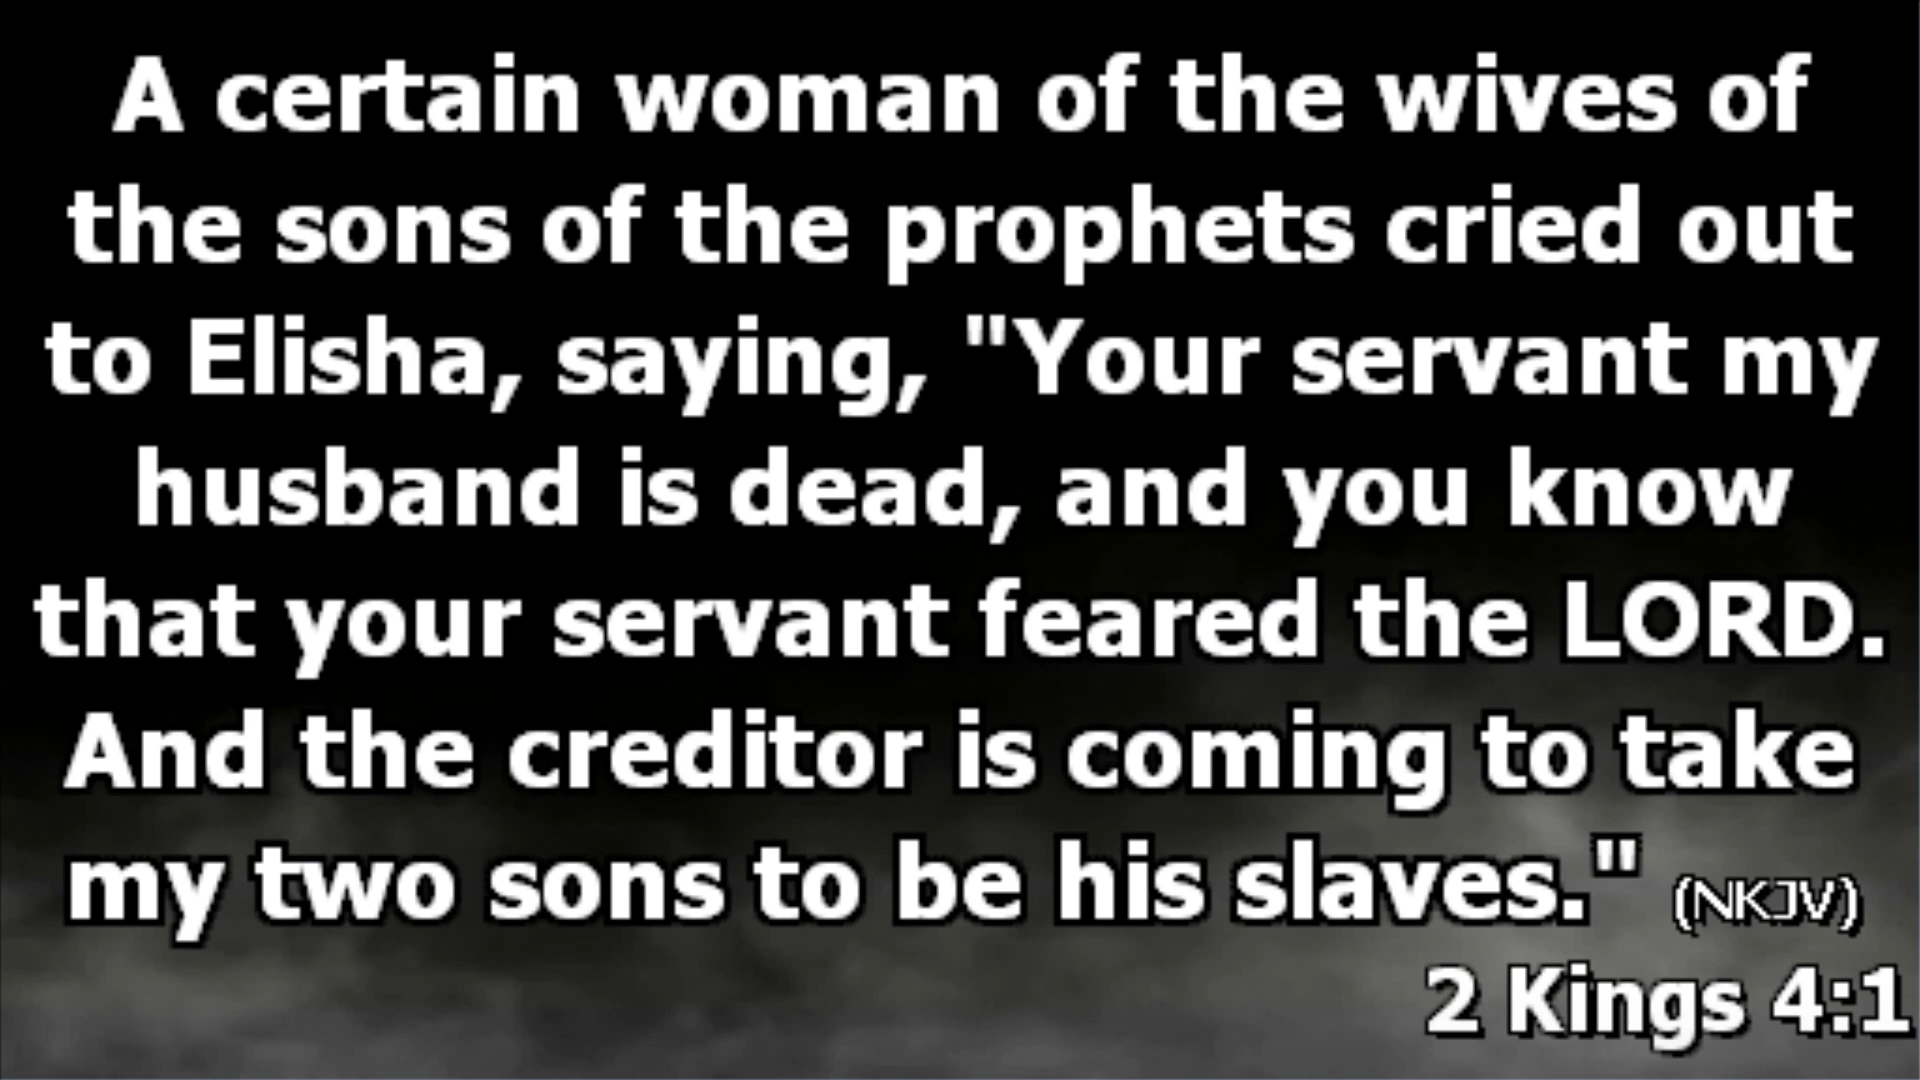 A certain woman of the wives of
the sons of the prophets cried out
to Elisha, saying, "Your servant my
husband is dead, and you know
that your servant feared the LORD.
And the creditor is coming to take
my two sons to be his slaves." (NKJV)
2 Kings 4:1